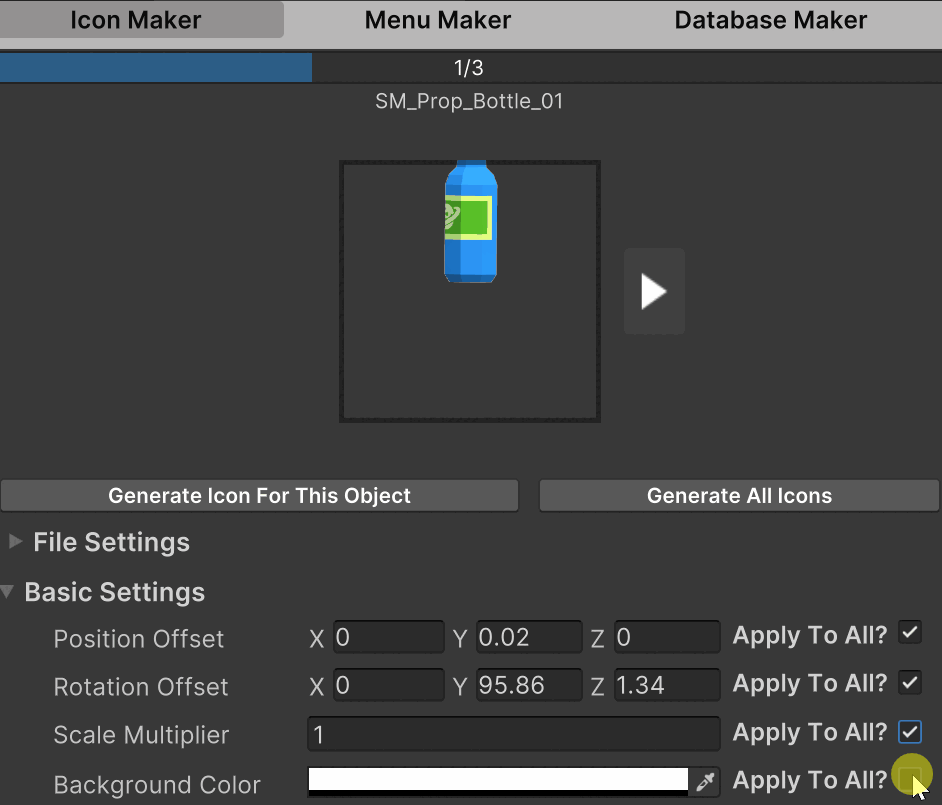 Icon Maker Menu Maker Database Maker
1/3
SM_Prop_Bottle_01
Generate Icon For This Object Generate All Icons
File Settings
Basic Settings
Position Offset X 0 Y 0.02 Z 0 Apply To All?
Rotation Offset X 0 Y 95.86 Z 1.34 Apply To All?
Scale Multiplier 1 Apply To All?
Background Color Apply To All?